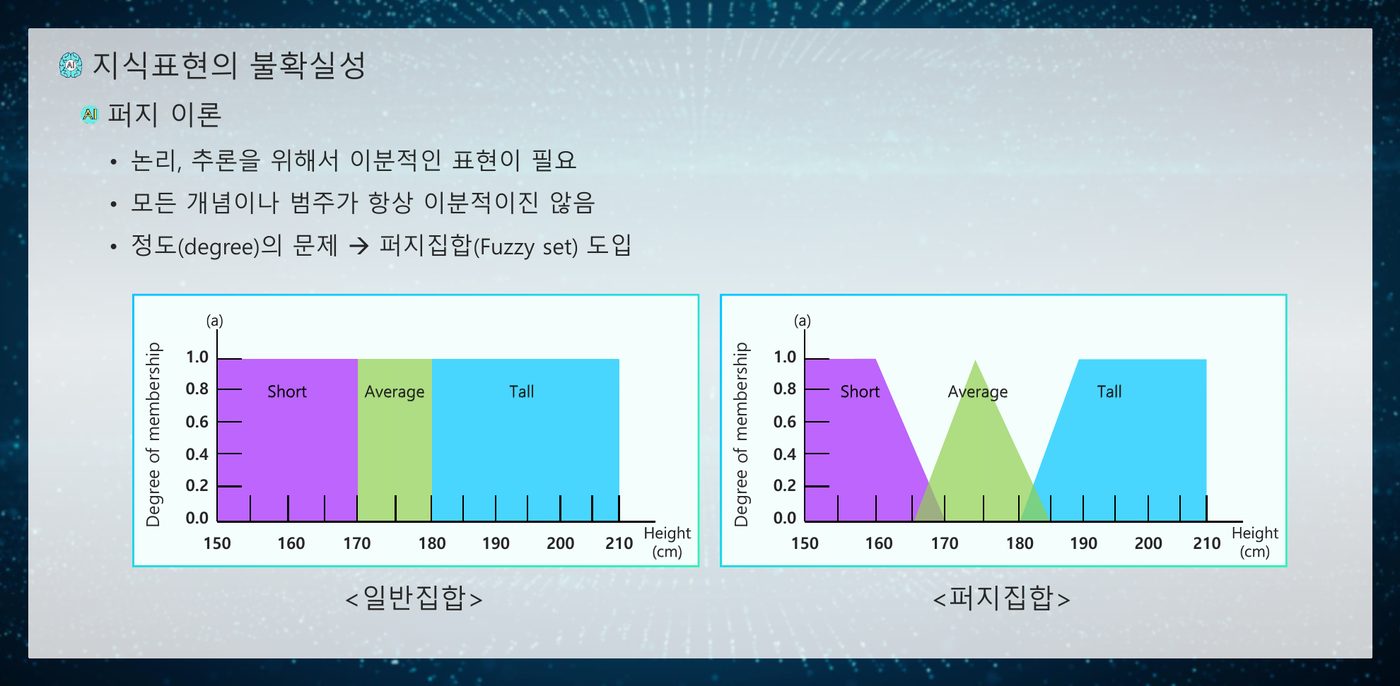 AI 지식표현의 불확실성
AI 퍼지 이론
• 논리, 추론을 위해서 이분적인 표현이 필요
• 모든 개념이나 범주가 항상 이분적이진 않음
• 정도(degree)의 문제 → 퍼지집합(Fuzzy set) 도입
(a)
Degree of membership
1.0
0.8
0.6
0.4
0.2
0.0
Short
Average
Tall
150 160 170 180 190 200 210
Height
(cm)
<일반집합>
(a)
Degree of membership
1.0
0.8
0.6
0.4
0.2
0.0
Short
Average
Tall
150 160 170 180 190 200 210
Height
(cm)
<퍼지집합>